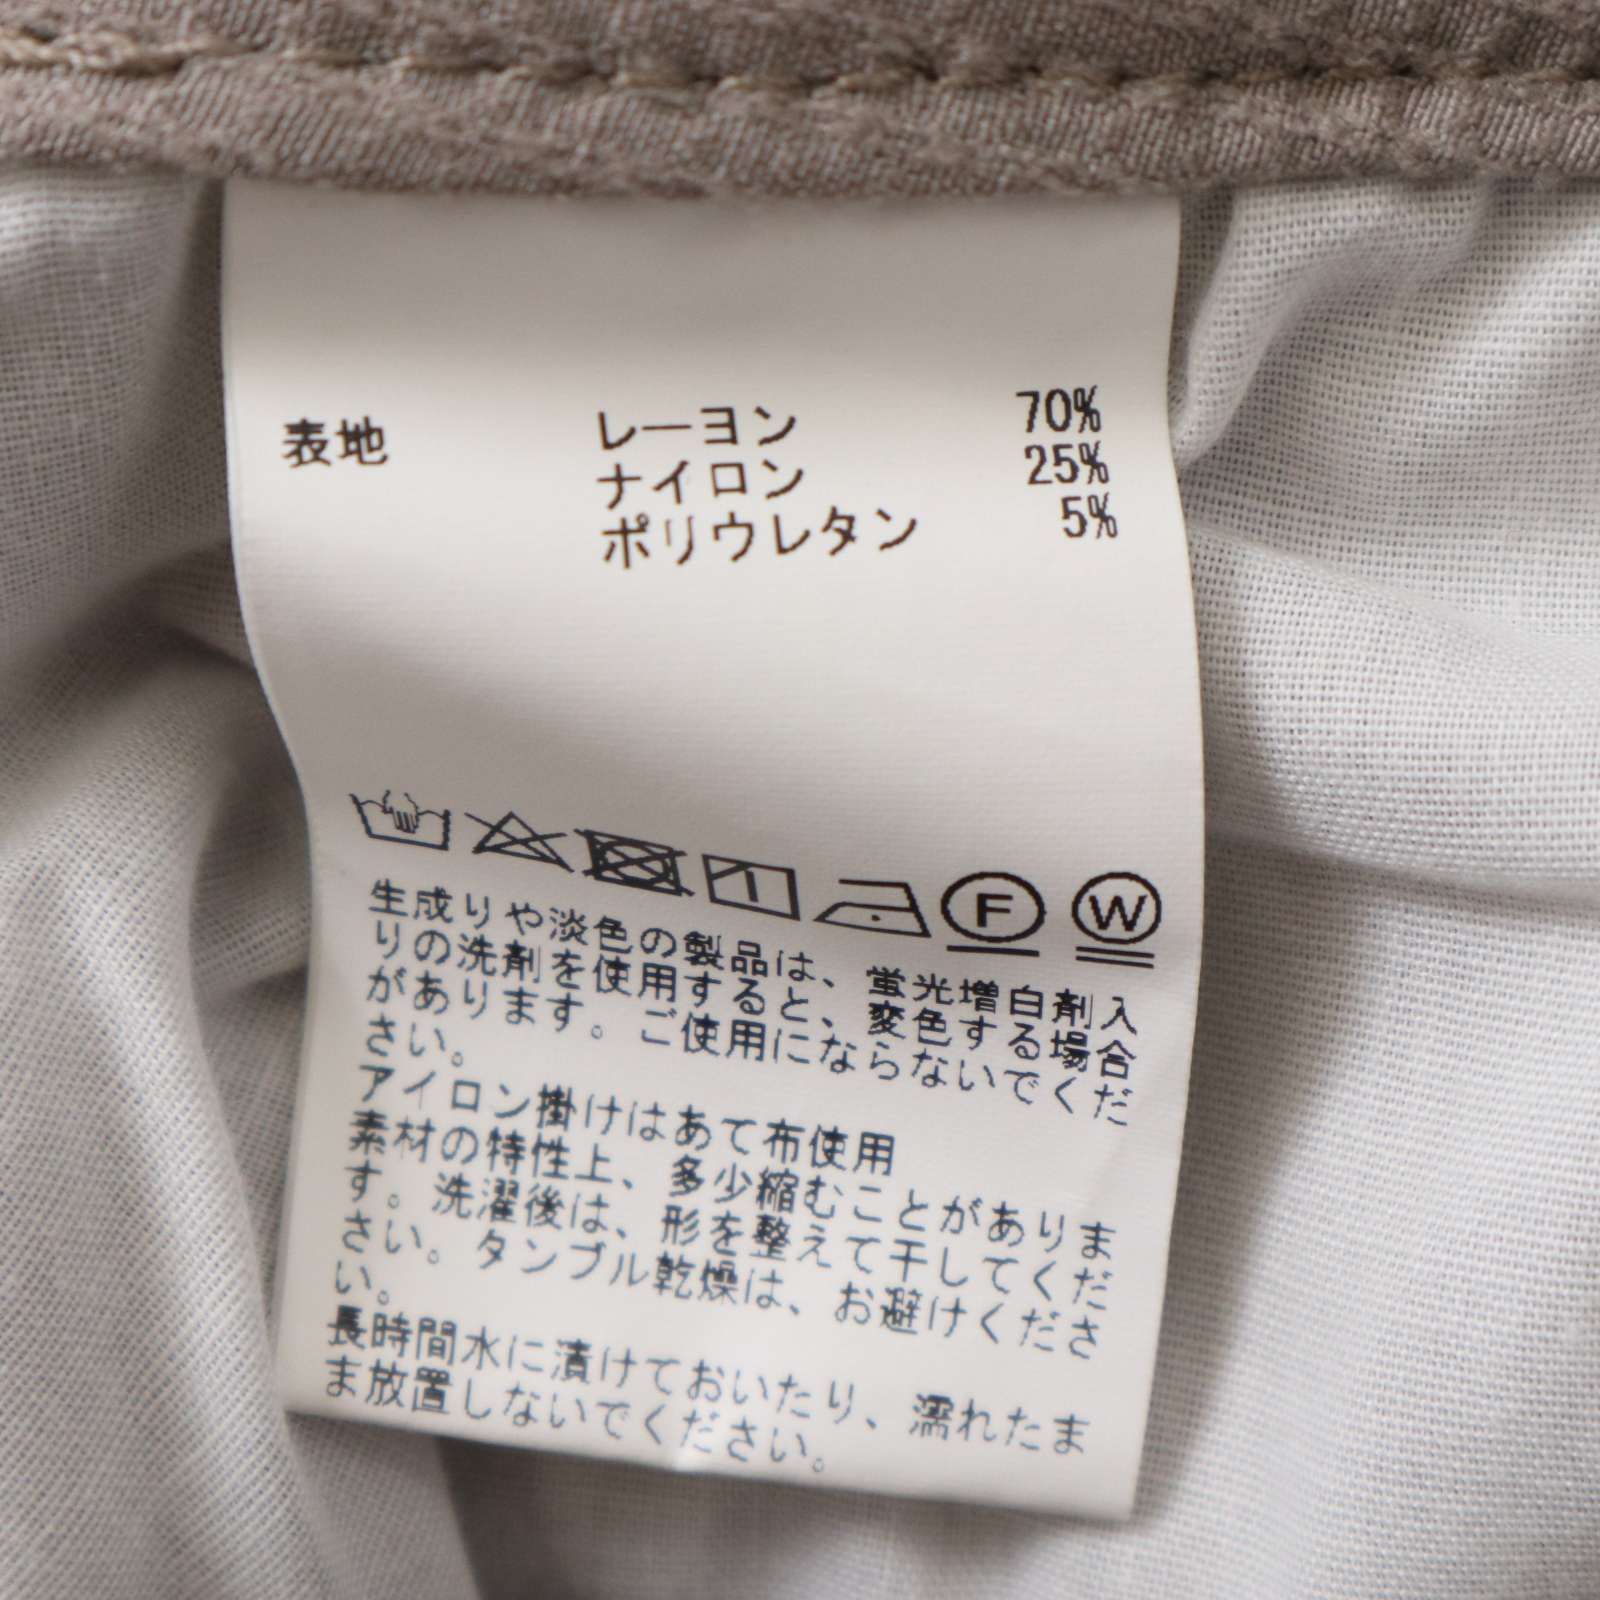 表地 レーヨン 70%
ナイロン 25%
ポリウレタン 5%
F W
生成りや淡色の製品は、蛍光増白剤入
りの洗剤を使用すると、変色する場合
があります。ご使用にならないでくだ
さい。
アイロン掛けはあて布使用
素材の特性上、多少縮むことがありま
す。洗濯後は、形を整えて干してくだ
さい。タンブル乾燥は、お避けくださ
い。
長時間水に漬けておいたり、濡れたま
ま放置しないでください。